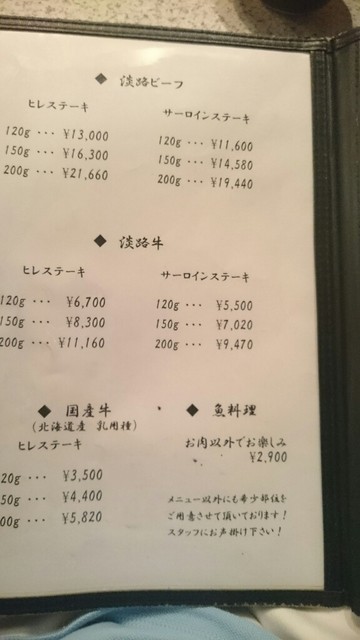 ◆ 淡路ビーフ
ヒレステーキ
120g ··· ¥13,000
150g ··· ¥16,300
200g ··· ¥21,660
サーロインステーキ
120g ··· ¥11,600
150g ··· ¥14,580
200g ··· ¥19,440
◆ 淡路牛
ヒレステーキ
120g ··· ¥6,700
150g ··· ¥8,300
200g ··· ¥11,160
サーロインステーキ
120g ··· ¥5,500
150g ··· ¥7,020
200g ··· ¥9,470
◆ 国産牛
(北海道産 乳用種)
ヒレステーキ
20g ··· ¥3,500
50g ··· ¥4,400
00g ··· ¥5,820
◆ 魚料理
お肉以外でお楽しみ
¥2,900
メニュー以外にも希少部位を
ご用意させて頂いております!
スタッフにお声掛け下さい!